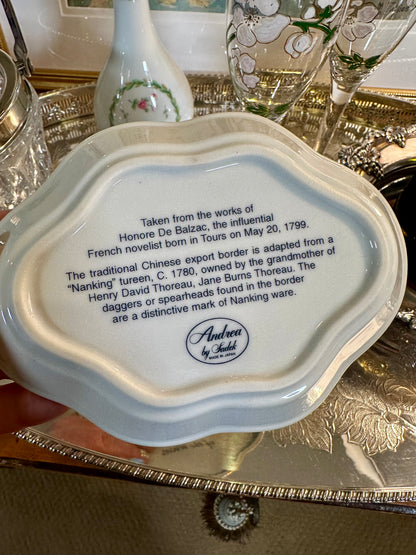 Taken from the works of
Honore De Balzac, the influential
French novelist born in Tours on May 20, 1799.
The traditional Chinese export border is adapted from a
"Nanking" tureen, C. 1780, owned by the grandmother of
Henry David Thoreau, Jane Burns Thoreau. The
daggers or spearheads found in the border
are a distinctive mark of Nanking ware.
Andrea
by Sadek
MADE IN JAPAN